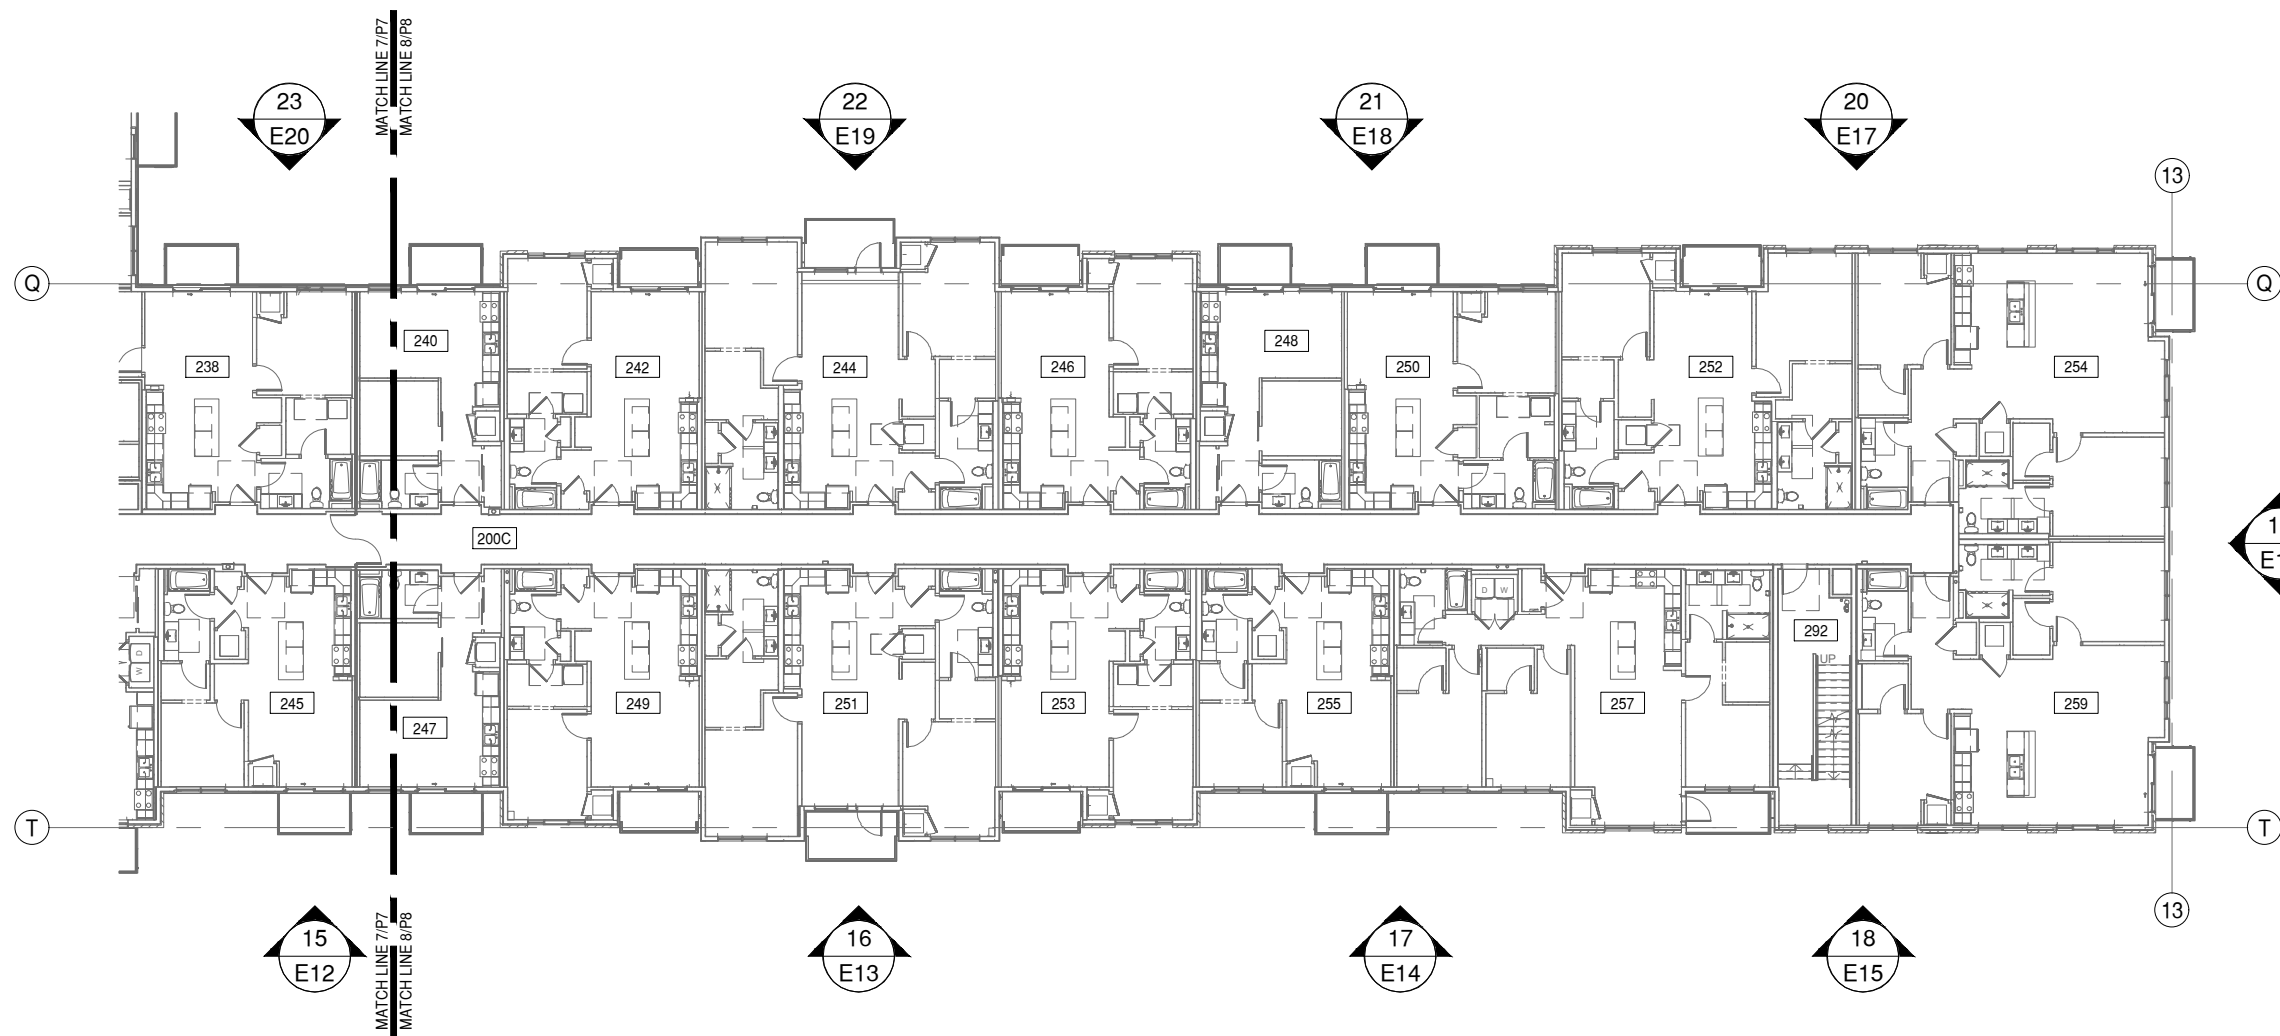 MATCH LINE 7/P7
MATCH LINE 8/P8
23
E20
22
E19
21
E18
20
E17
13
Q
Q
238
240
242
244
246
248
250
252
254
200C
D
W
292
UP
D
W
245
247
249
251
253
255
257
259
T
T
13
15
E12
16
E13
17
E14
18
E15
MATCH LINE 7/P7
MATCH LINE 8/P8